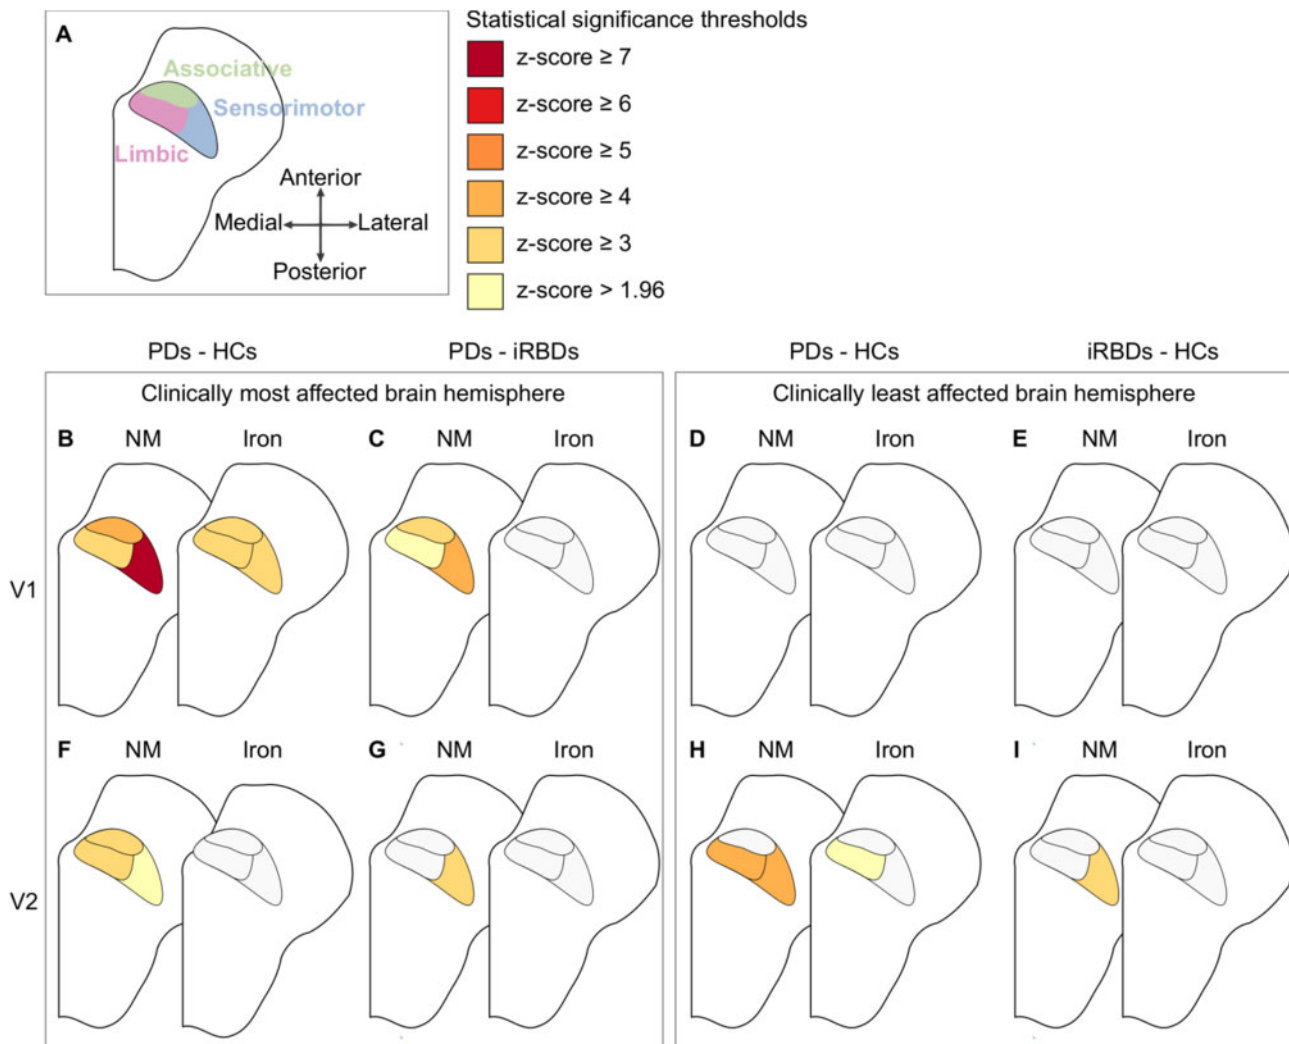 A
Associative
Sensorimotor
Limbic
Anterior
Medial
Lateral
Posterior
Statistical significance thresholds
z-score ≥ 7
z-score ≥ 6
z-score ≥ 5
z-score ≥ 4
z-score ≥ 3
z-score > 1.96
PDs - HCs
PDs - iRBDs
PDs - HCs
iRBDs - HCs
Clinically most affected brain hemisphere
Clinically least affected brain hemisphere
B NM Iron
C NM Iron
D NM Iron
E NM Iron
V1
F NM Iron
G NM Iron
H NM Iron
I NM Iron
V2